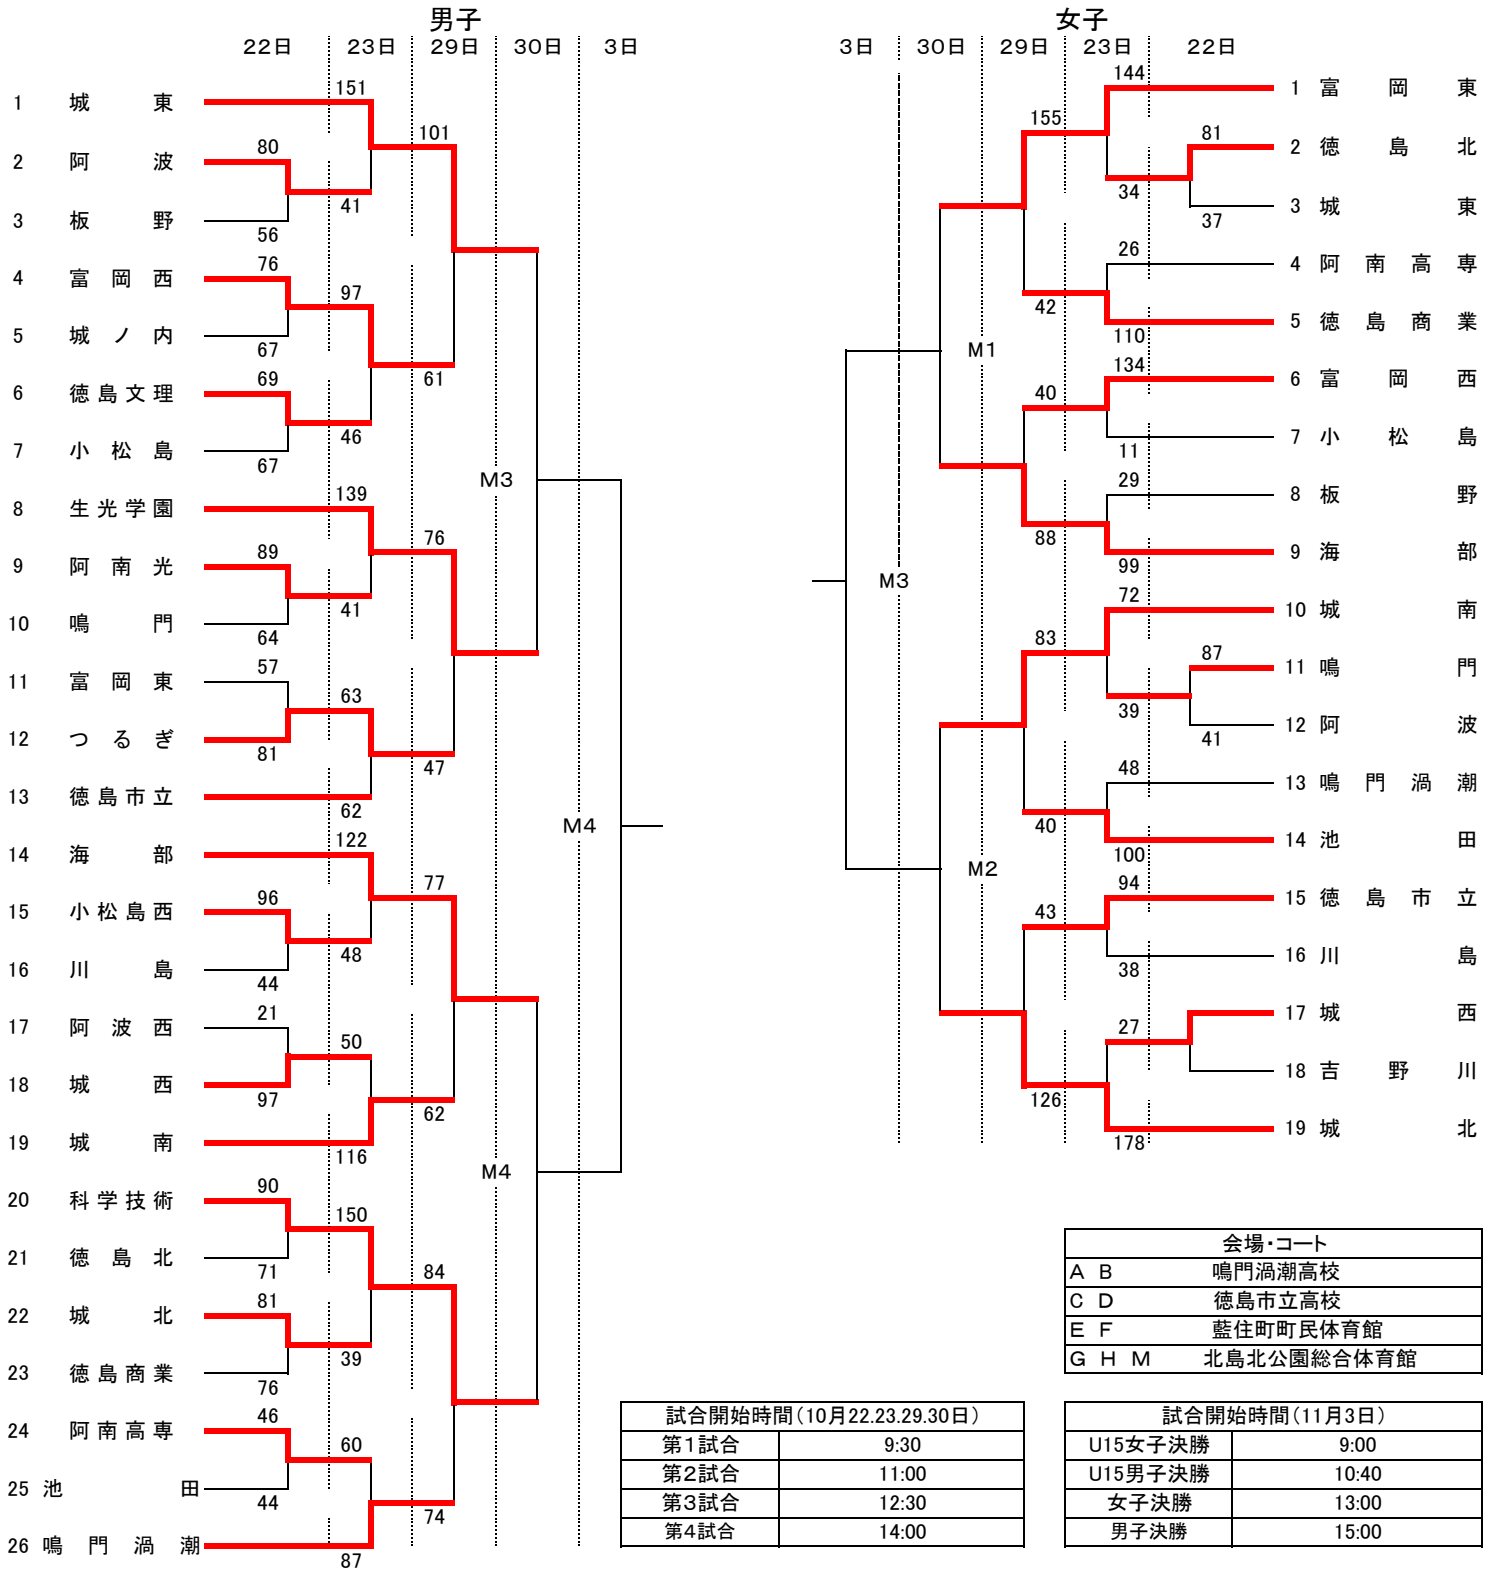 男子
22日 23日 29日 30日 3日
1 城東 151
101
2 阿波 80
41
3 板野 56
4 富岡西 76
97
5 城ノ内 67
61
6 徳島文理 69
46
7 小松島 67
M3
8 生光学園 139
76
9 阿南光 89
41
10 鳴門 64
11 富岡東 57
63
12 つるぎ 81
47
13 徳島市立 62
M4
14 海部 122
77
15 小松島西 96
48
16 川島 44
17 阿波西 21
50
18 城西 97
62
19 城南 116
M4
20 科学技術 90
150
21 徳島北 71
84
22 城北 81
39
23 徳島商業 76
24 阿南高専 46
60
25 池田 44
74
26 鳴門渦潮 87
女子
3日 30日 29日 23日 22日
144 1 富岡東
155
81 2 徳島北
34
37 3 城東
26 4 阿南高専
42
110 5 徳島商業
M1
134 6 富岡西
40
11 7 小松島
29 8 板野
88
99 9 海部
M3
72 10 城南
83
87 11 鳴門
39
41 12 阿波
48 13 鳴門渦潮
40
100 14 池田
M2
94 15 徳島市立
43
38 16 川島
17 城西
27
18 吉野川
126
178 19 城北
会場・コート
A B 鳴門渦潮高校
C D 徳島市立高校
E F 藍住町町民体育館
G H M 北島北公園総合体育館
試合開始時間（10月22.23.29.30日）
第1試合 9:30
第2試合 11:00
第3試合 12:30
第4試合 14:00
試合開始時間（11月3日）
U15女子決勝 9:00
U15男子決勝 10:40
女子決勝 13:00
男子決勝 15:00